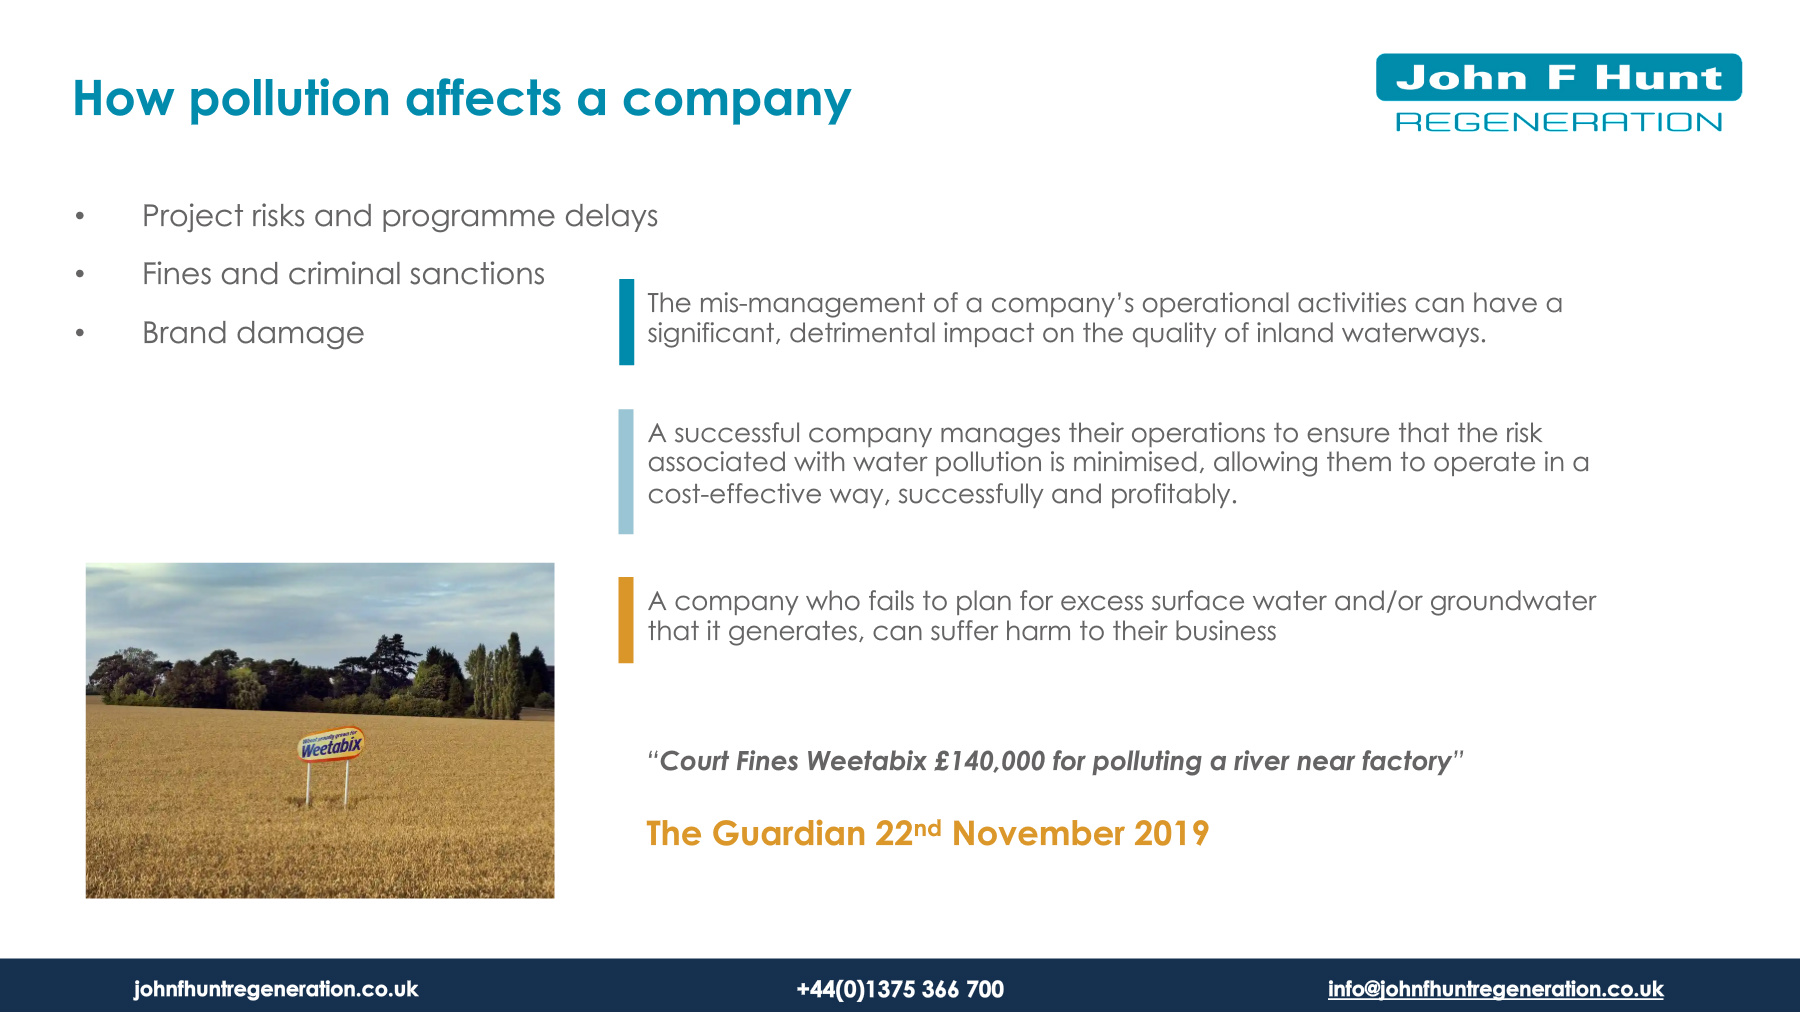 How pollution affects a company
John F Hunt
REGENERATION
• Project risks and programme delays
• Fines and criminal sanctions
• Brand damage
The mis-management of a company’s operational activities can have a
significant, detrimental impact on the quality of inland waterways.
A successful company manages their operations to ensure that the risk
associated with water pollution is minimised, allowing them to operate in a
cost-effective way, successfully and profitably.
A company who fails to plan for excess surface water and/or groundwater
that it generates, can suffer harm to their business
Wheat proudly grown for
Weetabix
“Court Fines Weetabix £140,000 for polluting a river near factory”
The Guardian 22nd November 2019
johnfhuntregeneration.co.uk
+44(0)1375 366 700
info@johnfhuntregeneration.co.uk